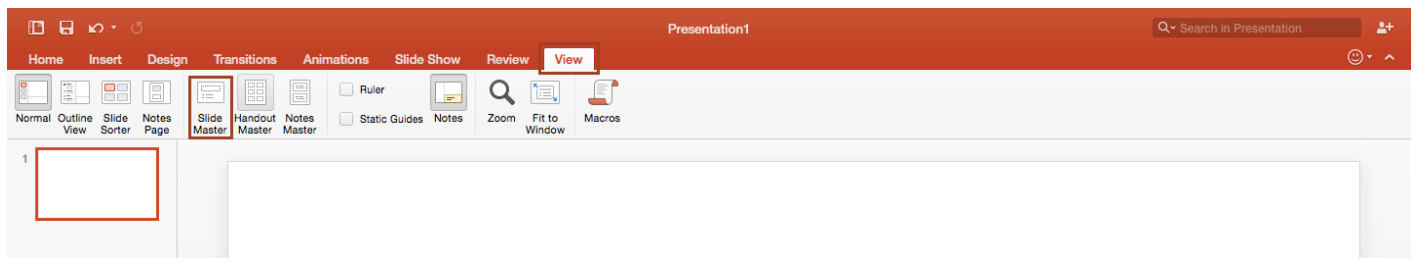 Presentation1
Search in Presentation
Home Insert Design Transitions Animations Slide Show Review View
Normal Outline View Slide Sorter Notes Page Slide Master Handout Master Notes Master Ruler Static Guides Notes Zoom Fit to Window Macros
1